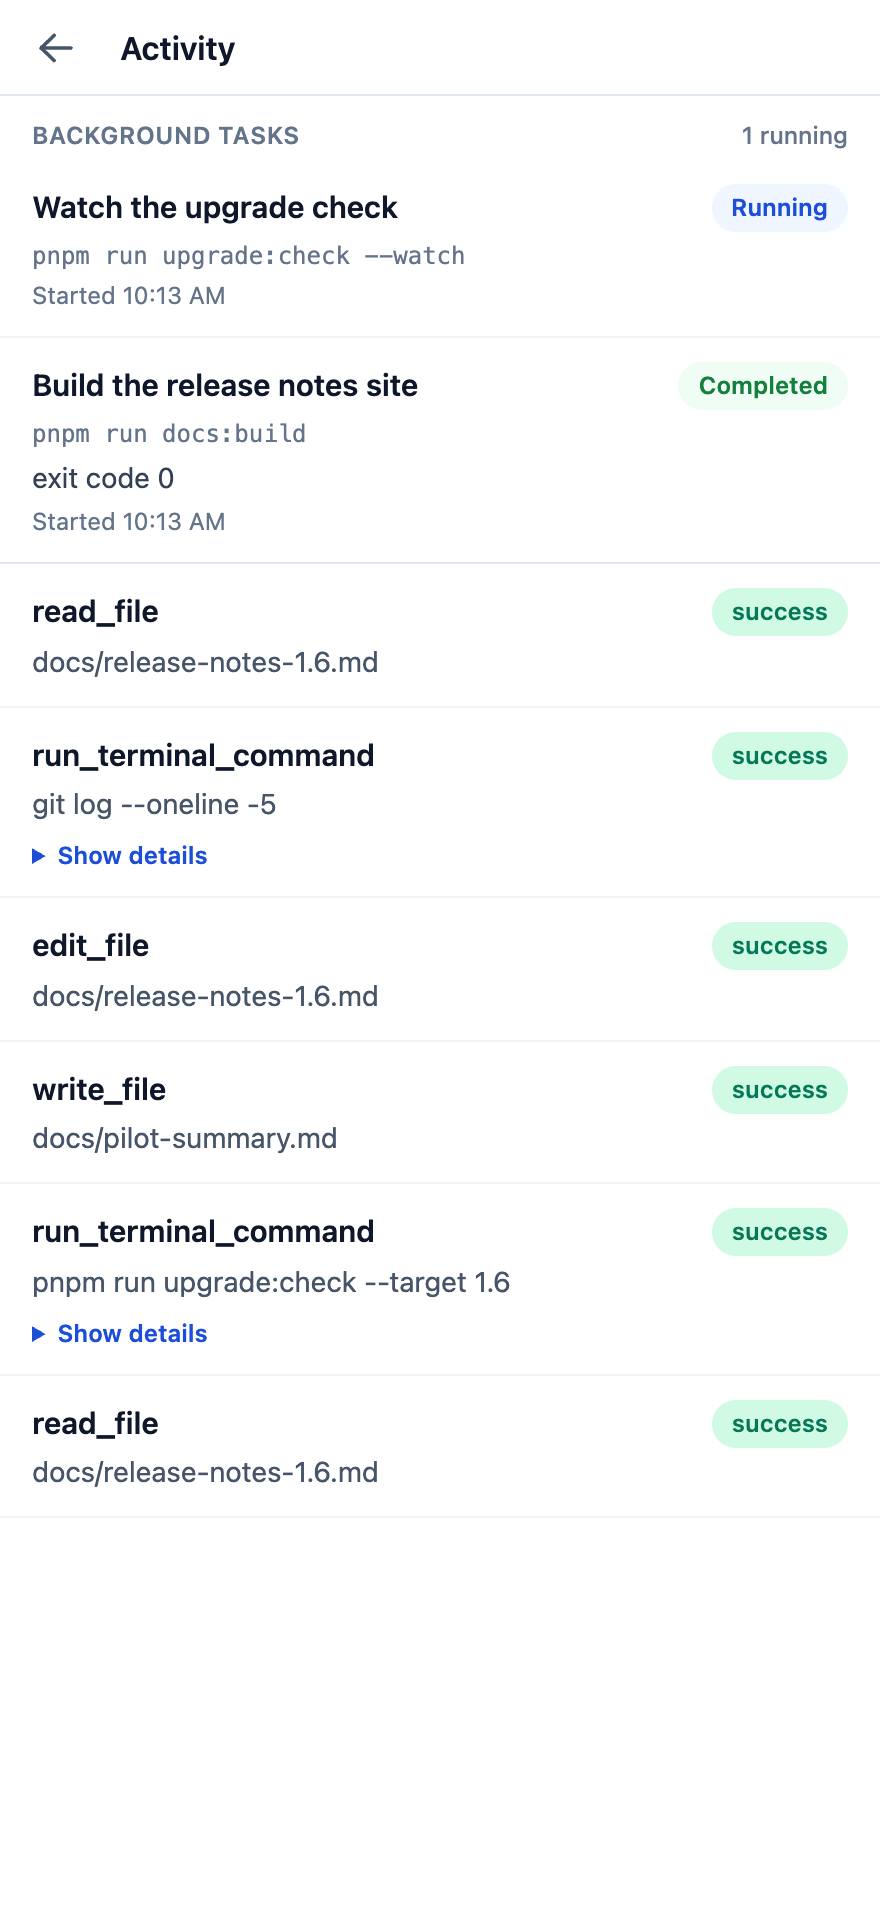 Activity
BACKGROUND TASKS
1 running
Watch the upgrade check
Running
pnpm run upgrade:check --watch
Started 10:13 AM
Build the release notes site
Completed
pnpm run docs:build
exit code 0
Started 10:13 AM
read_file
success
docs/release-notes-1.6.md
run_terminal_command
success
git log --oneline -5
Show details
edit_file
success
docs/release-notes-1.6.md
write_file
success
docs/pilot-summary.md
run_terminal_command
success
pnpm run upgrade:check --target 1.6
Show details
read_file
success
docs/release-notes-1.6.md